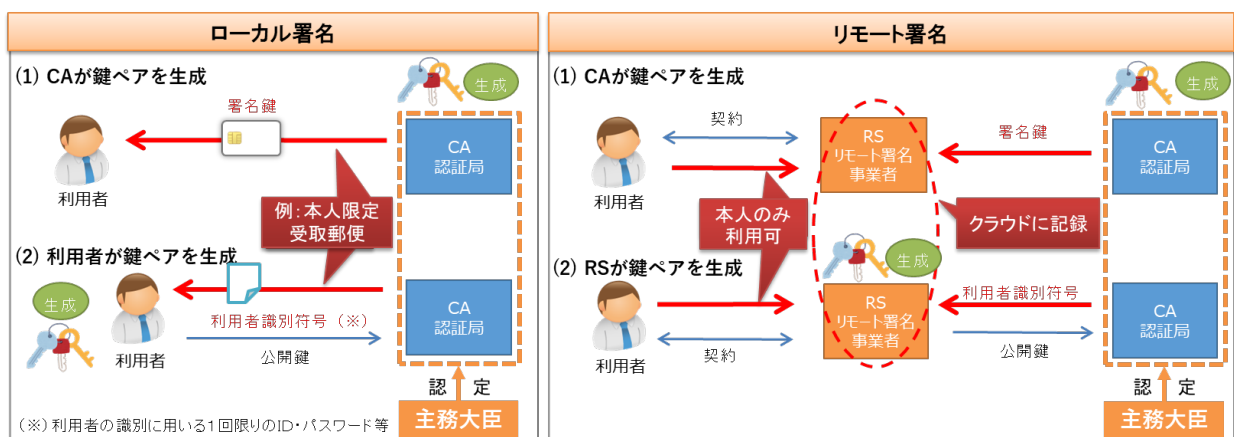 ローカル署名
(1) CAが鍵ペアを生成
生成
署名鍵
CA
認証局
利用者
例:本人限定
受取郵便
(2) 利用者が鍵ペアを生成
生成
利用者識別符号(※)
CA
認証局
利用者
公開鍵
認 定
主務大臣
(※)利用者の識別に用いる1回限りのID・パスワード等
リモート署名
(1) CAが鍵ペアを生成
生成
契約
RS
リモート署名
事業者
署名鍵
CA
認証局
利用者
本人のみ
利用可
クラウドに記録
(2) RSが鍵ペアを生成
生成
RS
リモート署名
事業者
利用者識別符号
CA
認証局
契約
公開鍵
利用者
認 定
主務大臣